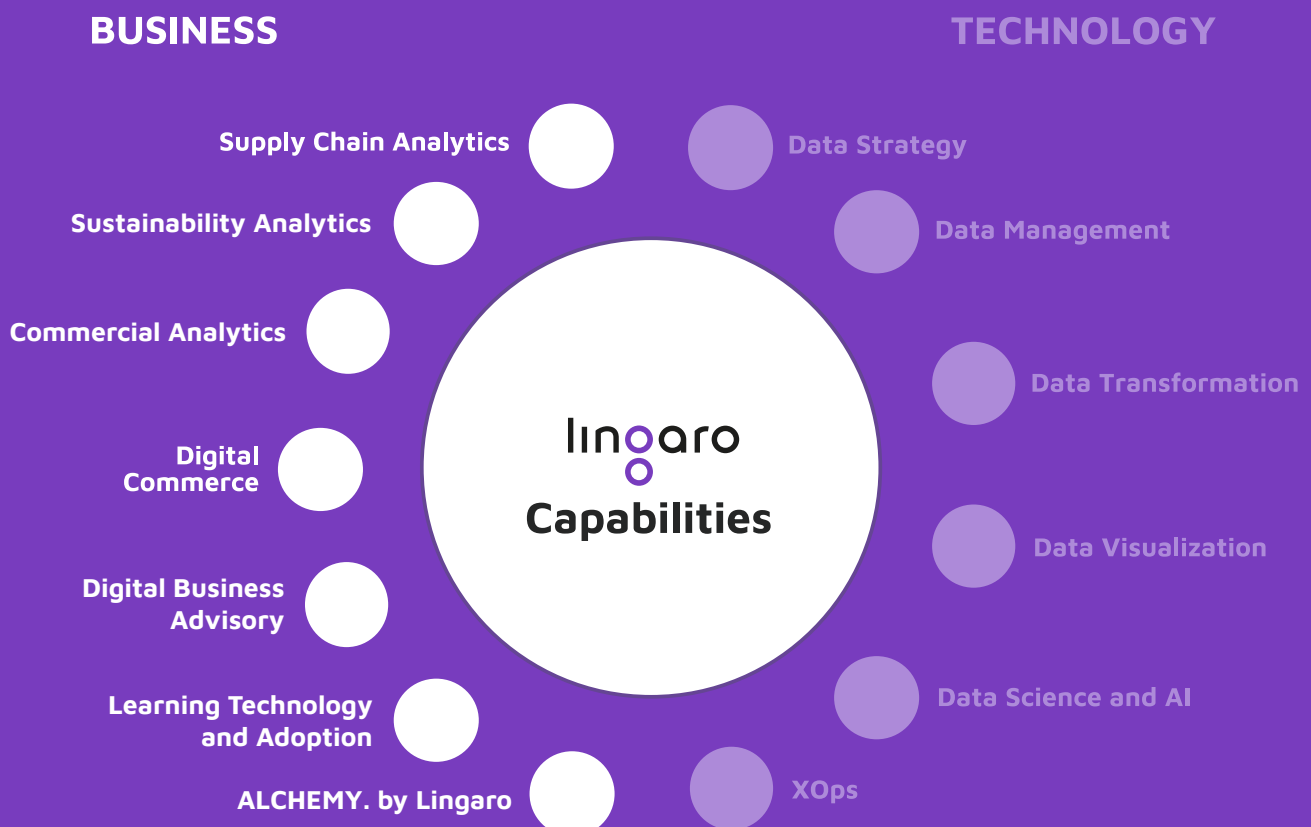 BUSINESS
TECHNOLOGY
Supply Chain Analytics
Sustainability Analytics
Commercial Analytics
Digital
Commerce
Digital Business
Advisory
Learning Technology
and Adoption
ALCHEMY. by Lingaro
lingaro
Capabilities
Data Strategy
Data Management
Data Transformation
Data Visualization
Data Science and AI
XOps